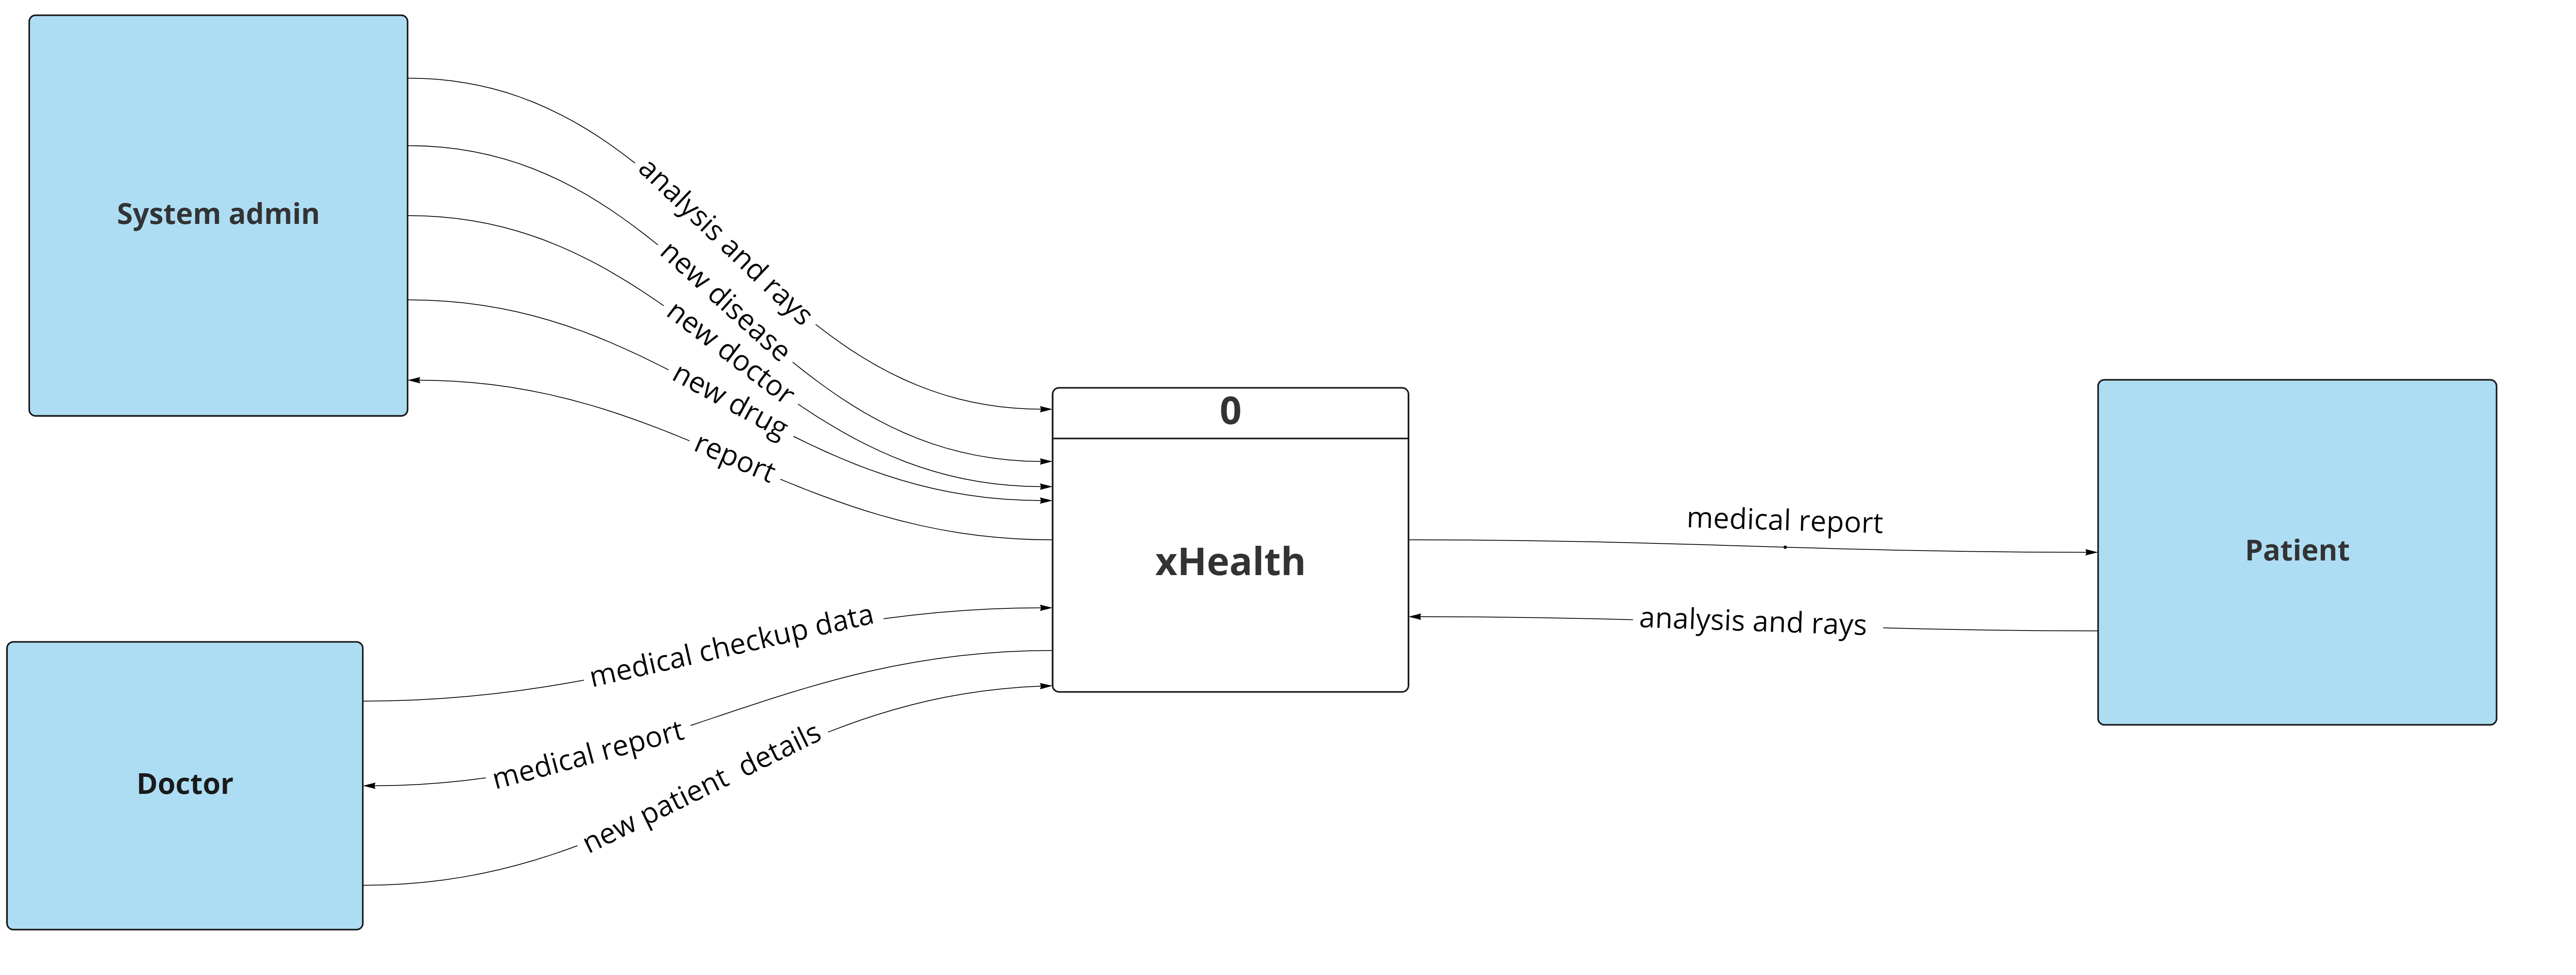 System admin
analysis and rays
new disease
new doctor
new drug
report
0
xHealth
medical report
analysis and rays
Patient
Doctor
medical checkup data
medical report
new patient  details